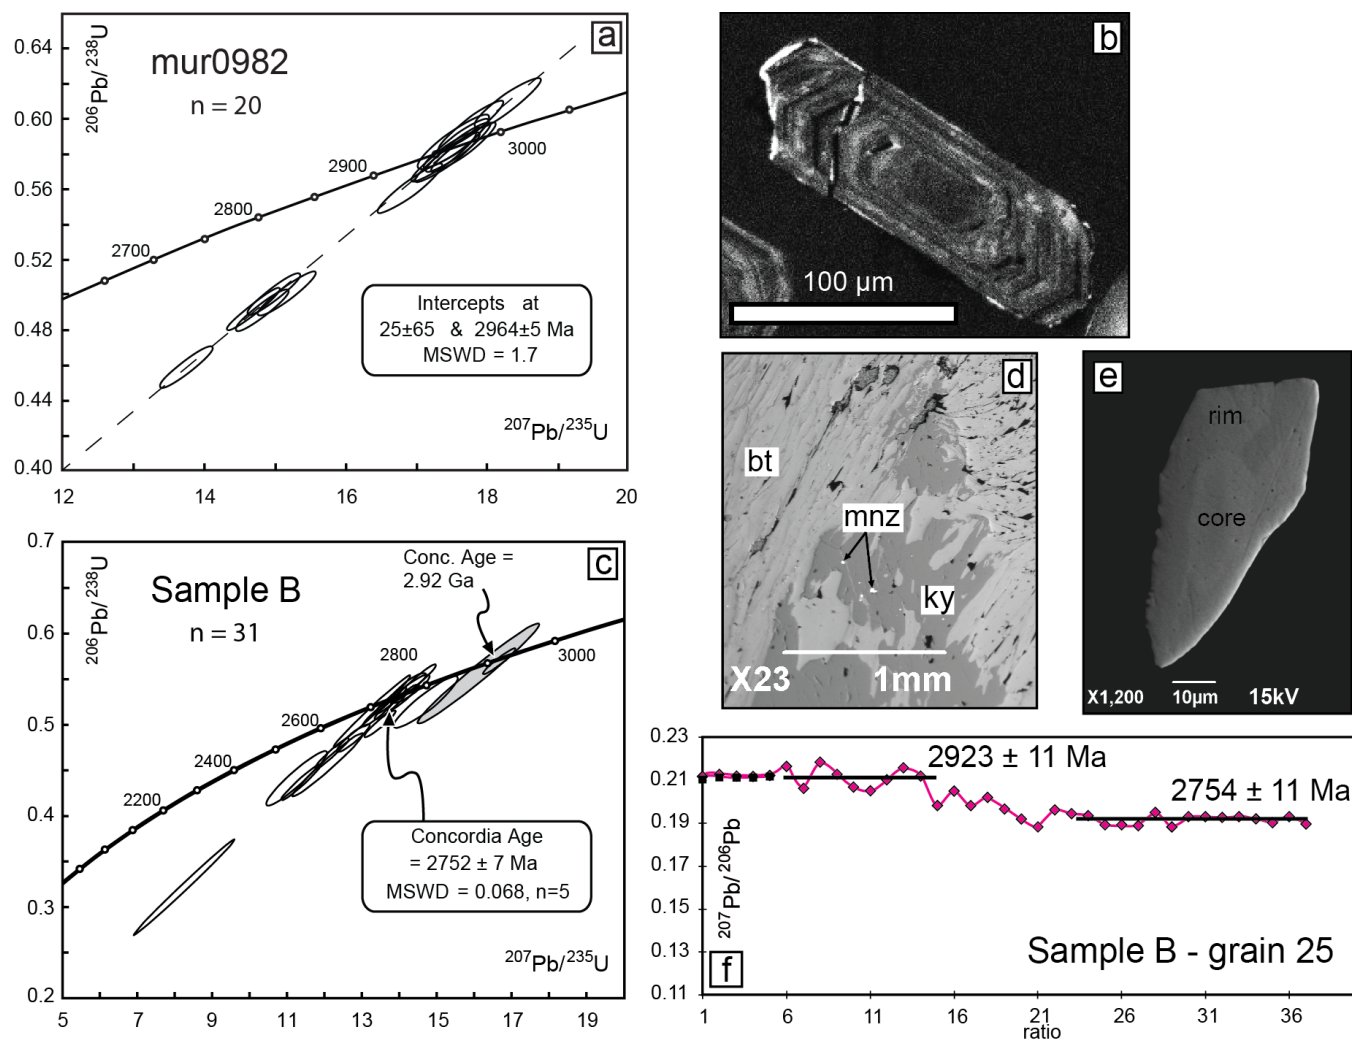 a
mur0982
n = 20
206Pb/ 238U
0.64
0.60
0.56
0.52
0.48
0.44
0.40
2700
2800
2900
3000
Intercepts at
25±65 & 2964±5 Ma
MSWD = 1.7
207Pb/235U
12 14 16 18 20
b
100 µm
c
Sample B
n = 31
206Pb/ 238U
0.7
0.6
0.5
0.4
0.3
0.2
Conc. Age =
2.92 Ga
2200
2400
2600
2800
3000
Concordia Age
= 2752 ± 7 Ma
MSWD = 0.068, n=5
207Pb/235U
5 7 9 11 13 15 17 19
d
bt
mnz
ky
X23 1mm
e
rim
core
X1,200 10µm 15kV
0.23
0.21
0.19
0.17
0.15
0.13
0.11
207Pb/ 206Pb
2923 ± 11 Ma
2754 ± 11 Ma
f
Sample B - grain 25
1 6 11 16 21 26 31 36
ratio